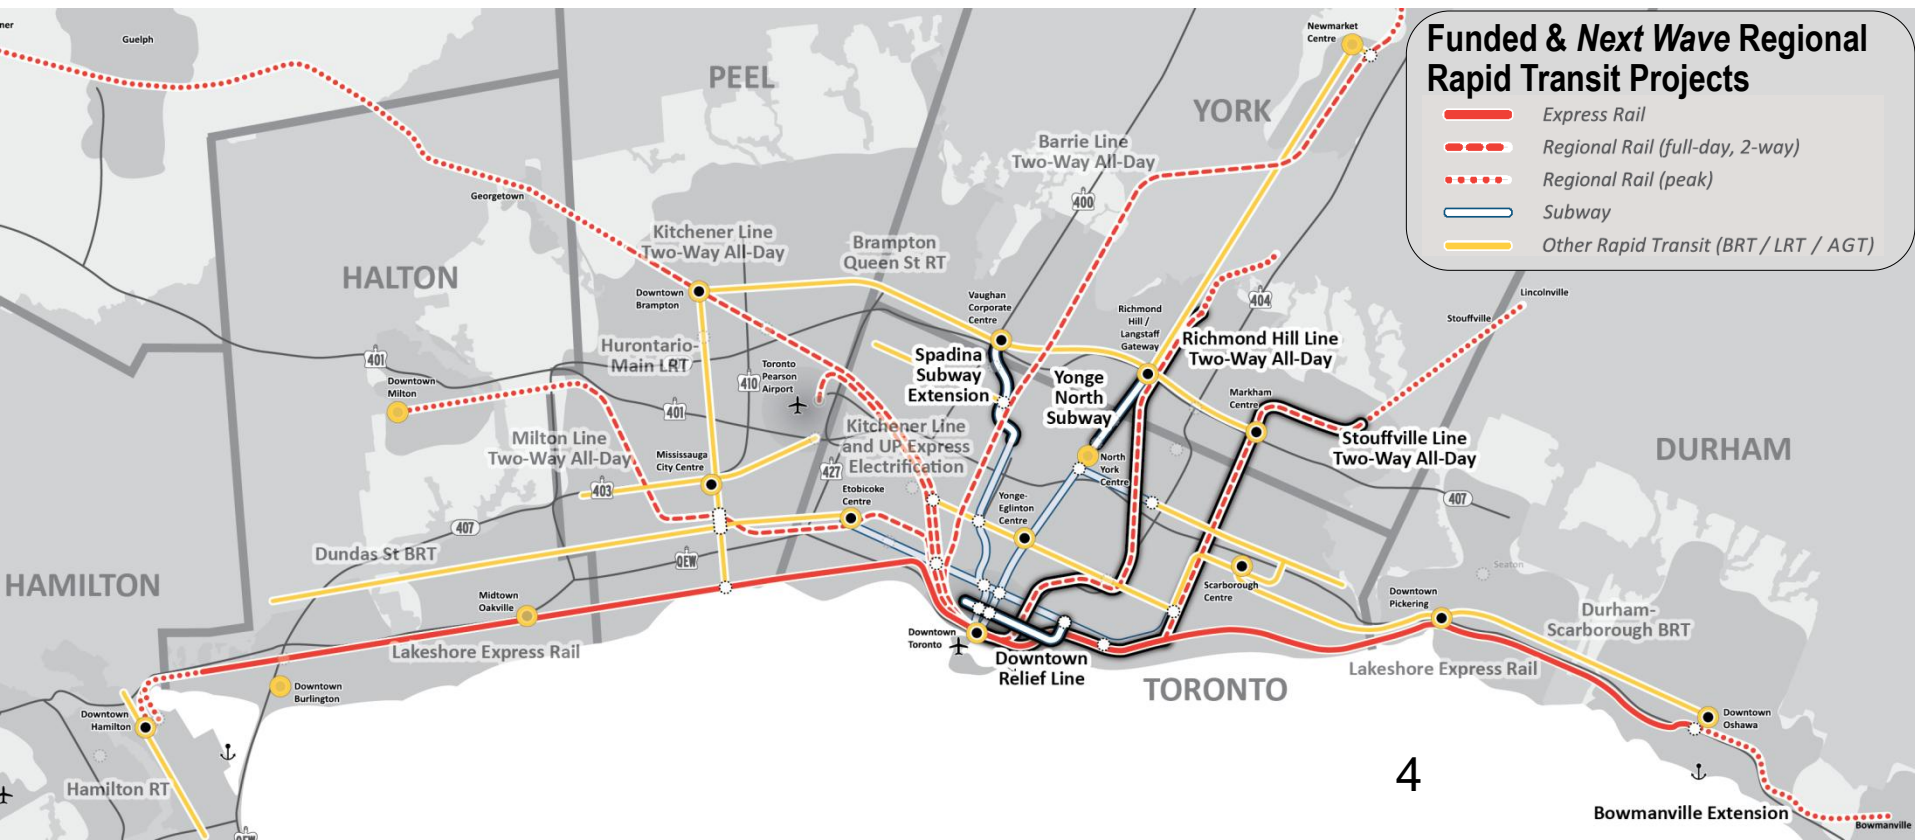 Funded & Next Wave Regional
Rapid Transit Projects
Express Rail
Regional Rail (full-day, 2-way)
Regional Rail (peak)
Subway
Other Rapid Transit (BRT / LRT / AGT)
Guelph
PEEL
Newmarket
Centre
YORK
Barrie Line
Two-Way All-Day
400
Georgetown
Kitchener Line
Two-Way All-Day
Brampton
Queen St RT
HALTON
Downtown
Brampton
Vaughan
Corporate
Centre
Richmond
Hill /
Langstaff
Gateway
404
Lincolnville
Stouffville
Richmond Hill Line
Two-Way All-Day
Hurontario-
Main LRT
401
Downtown
Milton
410
Toronto
Pearson
Airport
401
Spadina
Subway
Extension
Yonge
North
Subway
Markham
Centre
Kitchener Line
and UP Express
Electrification
Milton Line
Two-Way All-Day
Mississauga
City Centre
427
403
North
York
Centre
Stouffville Line
Two-Way All-Day
DURHAM
407
Etobicoke
Centre
Yonge-
Eglinton
Centre
407
Dundas St BRT
QEW
HAMILTON
Midtown
Oakville
Scarborough
Centre
Seaton
Downtown
Pickering
Durham-
Scarborough BRT
Lakeshore Express Rail
Downtown
Toronto
Downtown
Relief Line
TORONTO
Lakeshore Express Rail
Downtown
Burlington
Downtown
Hamilton
Downtown
Oshawa
Hamilton RT
4
Bowmanville Extension
Bowmanville
QEW